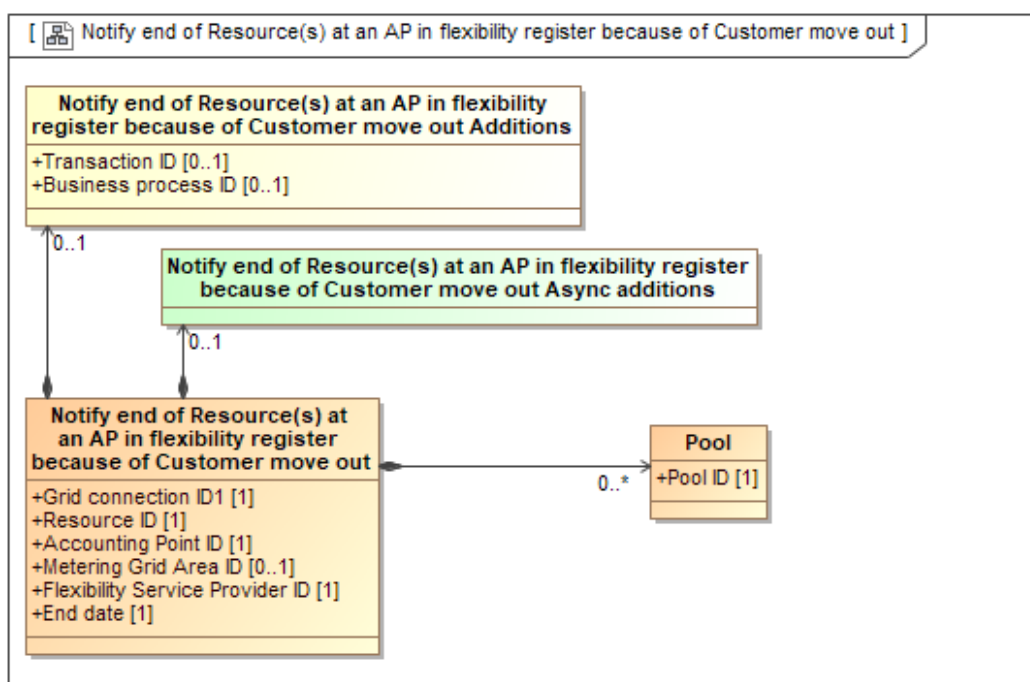 [ Notify end of Resource(s) at an AP in flexibility register because of Customer move out ]
Notify end of Resource(s) at an AP in flexibility
register because of Customer move out Additions
+Transaction ID [0..1]
+Business process ID [0..1]
0..1
Notify end of Resource(s) at an AP in flexibility register
because of Customer move out Async additions
0..1
Notify end of Resource(s) at
an AP in flexibility register
because of Customer move out
+Grid connection ID1 [1]
+Resource ID [1]
+Accounting Point ID [1]
+Metering Grid Area ID [0..1]
+Flexibility Service Provider ID [1]
+End date [1]
0..*
Pool
+Pool ID [1]